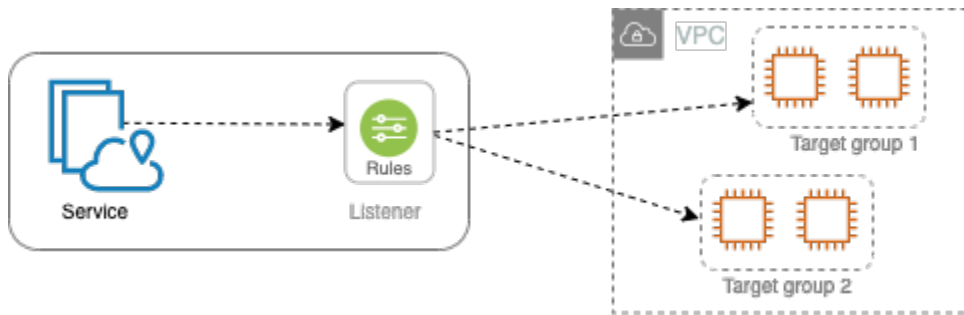 VPC
Target group 1
Rules
Service
Listener
Target group 2